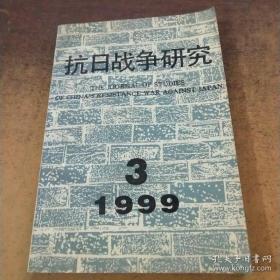 抗日战争研究
THE JOURNAL OF STUDIES
OF CHINA'S RESISTANCE WAR AGAINST JAPAN
3
1999